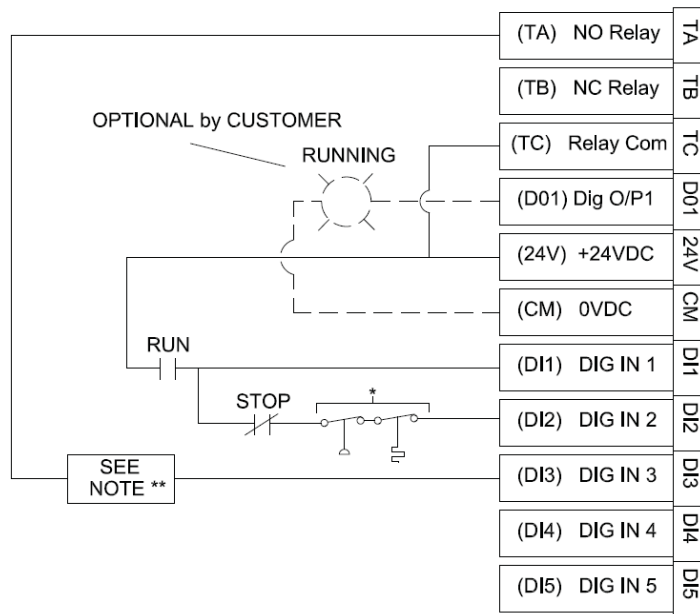 (TA) NO Relay TA
(TB) NC Relay TB
OPTIONAL by CUSTOMER
RUNNING
(TC) Relay Com TC
(D01) Dig O/P1 D01
(24V) +24VDC 24V
(CM) 0VDC CM
RUN
(DI1) DIG IN 1 DI1
STOP
*
(DI2) DIG IN 2 DI2
SEE
NOTE **
(DI3) DIG IN 3 DI3
(DI4) DIG IN 4 DI4
(DI5) DIG IN 5 DI5